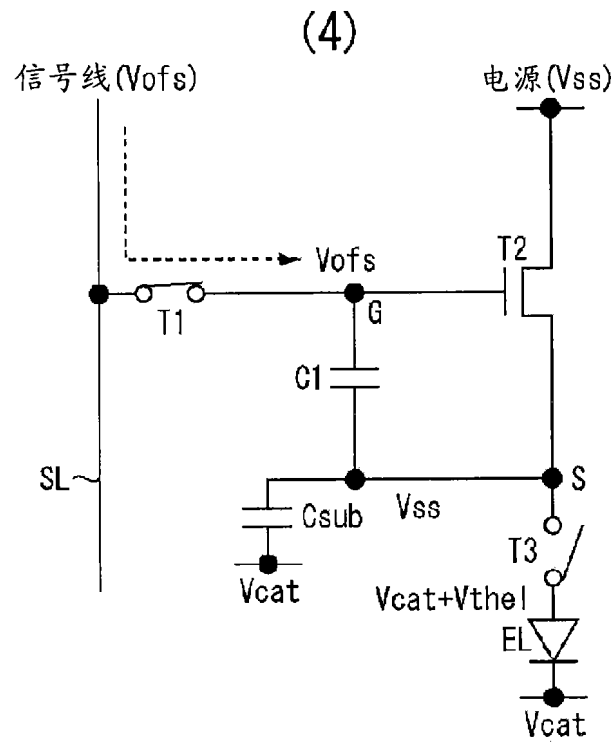 (4)
信号线(Vofs)
电源(Vss)
Vofs
T2
T1
G
C1
SL
S
Csub
Vss
T3
Vcat
Vcat+Vthel
EL
Vcat